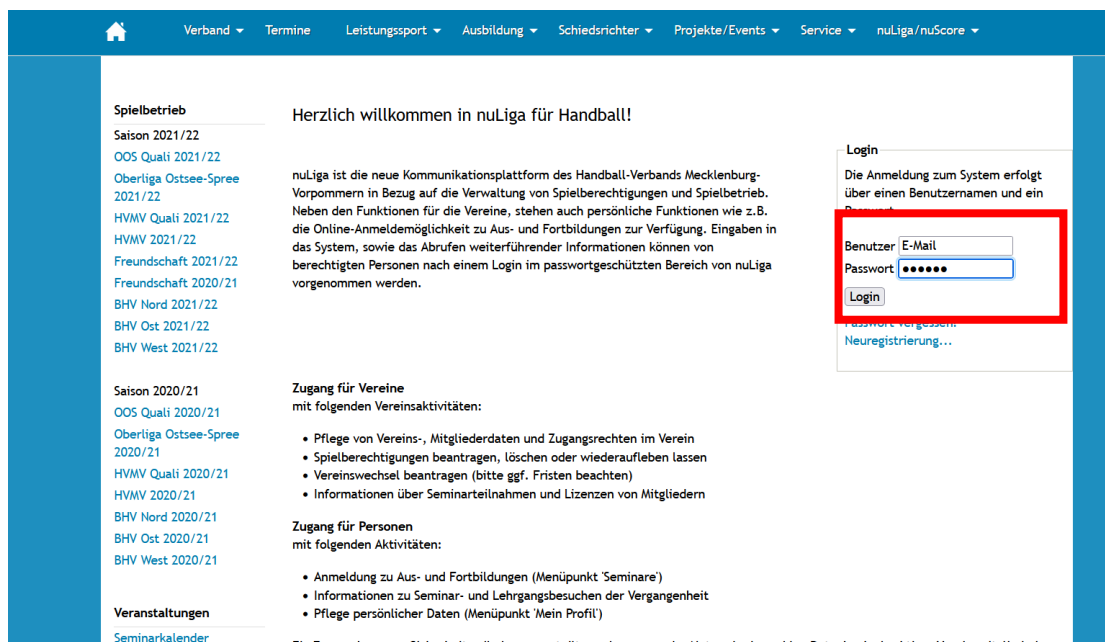 Verband Termine Leistungssport Ausbildung Schiedsrichter Projekte/Events Service nuLiga/nuScore
Spielbetrieb
Saison 2021/22
OOS Quali 2021/22
Oberliga Ostsee-Spree
2021/22
HVMV Quali 2021/22
HVMV 2021/22
Freundschaft 2021/22
Freundschaft 2020/21
BHV Nord 2021/22
BHV Ost 2021/22
BHV West 2021/22
Saison 2020/21
OOS Quali 2020/21
Oberliga Ostsee-Spree
2020/21
HVMV Quali 2020/21
HVMV 2020/21
BHV Nord 2020/21
BHV Ost 2020/21
BHV West 2020/21
Veranstaltungen
Seminarkalender
Herzlich willkommen in nuLiga für Handball!
nuLiga ist die neue Kommunikationsplattform des Handball-Verbands Mecklenburg-
Vorpommern in Bezug auf die Verwaltung von Spielberechtigungen und Spielbetrieb.
Neben den Funktionen für die Vereine, stehen auch persönliche Funktionen wie z.B.
die Online-Anmeldemöglichkeit zu Aus- und Fortbildungen zur Verfügung. Eingaben in
das System, sowie das Abrufen weiterführender Informationen können von
berechtigten Personen nach einem Login im passwortgeschützten Bereich von nuLiga
vorgenommen werden.
Zugang für Vereine
mit folgenden Vereinsaktivitäten:
• Pflege von Vereins-, Mitgliederdaten und Zugangsrechten im Verein
• Spielberechtigungen beantragen, löschen oder wiederaufleben lassen
• Vereinswechsel beantragen (bitte ggf. Fristen beachten)
• Informationen über Seminarteilnahmen und Lizenzen von Mitgliedern
Zugang für Personen
mit folgenden Aktivitäten:
• Anmeldung zu Aus- und Fortbildungen (Menüpunkt 'Seminare')
• Informationen zu Seminar- und Lehrgangsbesuchen der Vergangenheit
• Pflege persönlicher Daten (Menüpunkt 'Mein Profil')
Login
Die Anmeldung zum System erfolgt
über einen Benutzernamen und ein
Passwort
Benutzer E-Mail
Passwort ••••••
Login
Passwort vergessen?
Neuregistrierung...